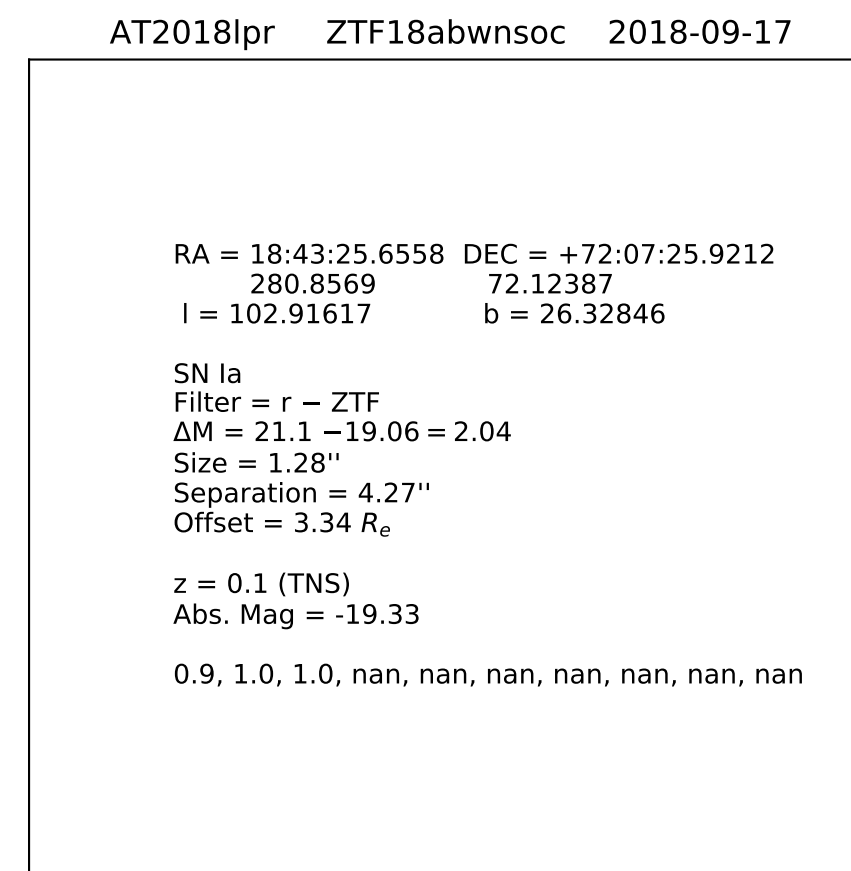 AT2018lpr ZTF18abwnsoc 2018-09-17
RA = 18:43:25.6558 DEC = +72:07:25.9212
280.8569 72.12387
l = 102.91617 b = 26.32846
SN Ia
Filter = r − ZTF
ΔM = 21.1 −19.06 = 2.04
Size = 1.28''
Separation = 4.27''
Offset = 3.34 Rₑ
z = 0.1 (TNS)
Abs. Mag = -19.33
0.9, 1.0, 1.0, nan, nan, nan, nan, nan, nan, nan